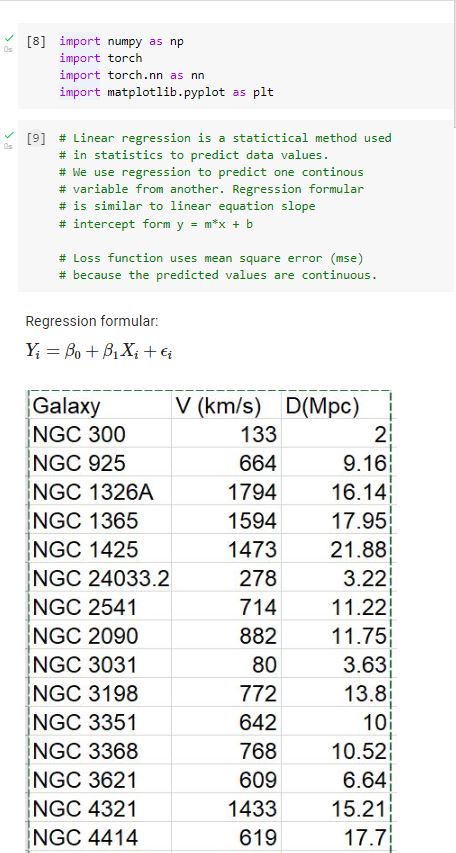 [8] import numpy as np
import torch
import torch.nn as nn
import matplotlib.pyplot as plt
[9] # Linear regression is a statictical method used
# in statistics to predict data values.
# We use regression to predict one continous
# variable from another. Regression formular
# is similar to linear equation slope
# intercept form y = m*x + b
# Loss function uses mean square error (mse)
# because the predicted values are continuous.
0s
0s
Regression formular:
Yᵢ = β₀ + β₁Xᵢ + ϵᵢ
Galaxy V (km/s) D(Mpc)
NGC 300 133 2
NGC 925 664 9.16
NGC 1326A 1794 16.14
NGC 1365 1594 17.95
NGC 1425 1473 21.88
NGC 24033.2 278 3.22
NGC 2541 714 11.22
NGC 2090 882 11.75
NGC 3031 80 3.63
NGC 3198 772 13.8
NGC 3351 642 10
NGC 3368 768 10.52
NGC 3621 609 6.64
NGC 4321 1433 15.21
NGC 4414 619 17.7